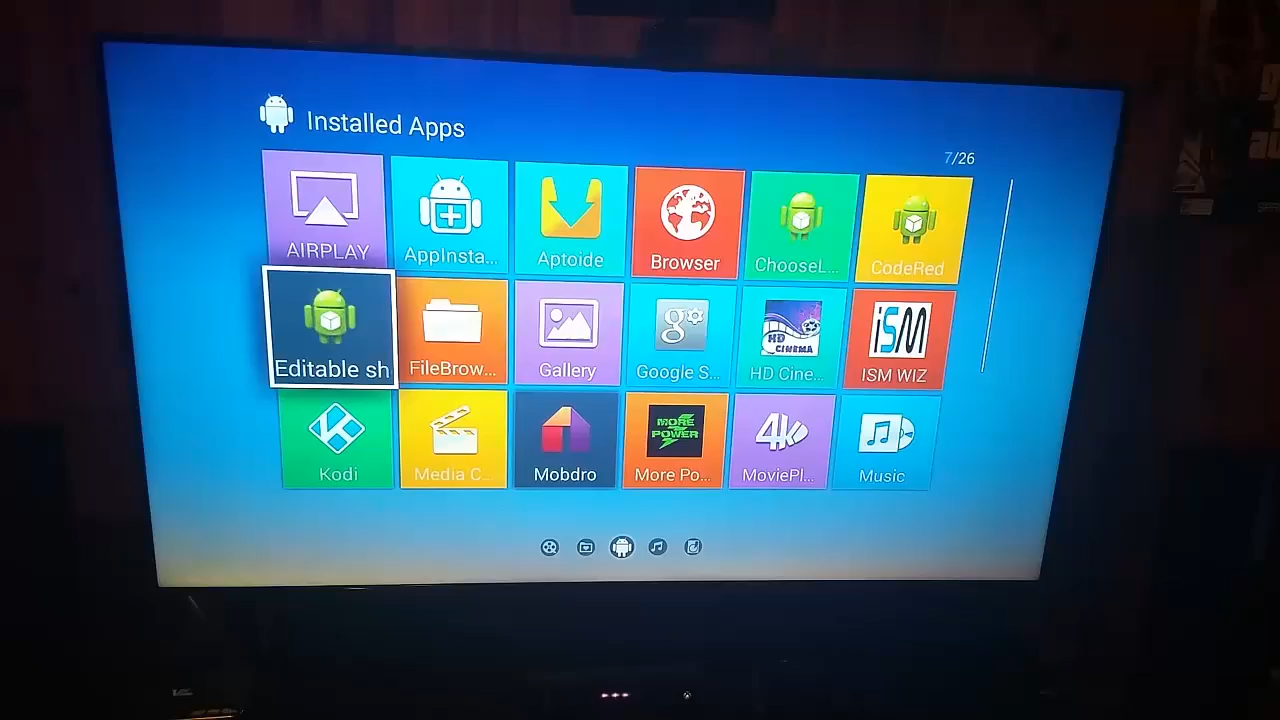 Installed Apps
7/26
AIRPLAY
AppInsta...
Aptoide
Browser
ChooseL...
CodeRed
Editable sh
FileBrow...
Gallery
g
Google S...
HD
CINEMA
HD Cine...
iSM
ISM WIZ
Kodi
Media C...
Mobdro
MORE
POWER
More Po...
4K
MoviePl...
Music